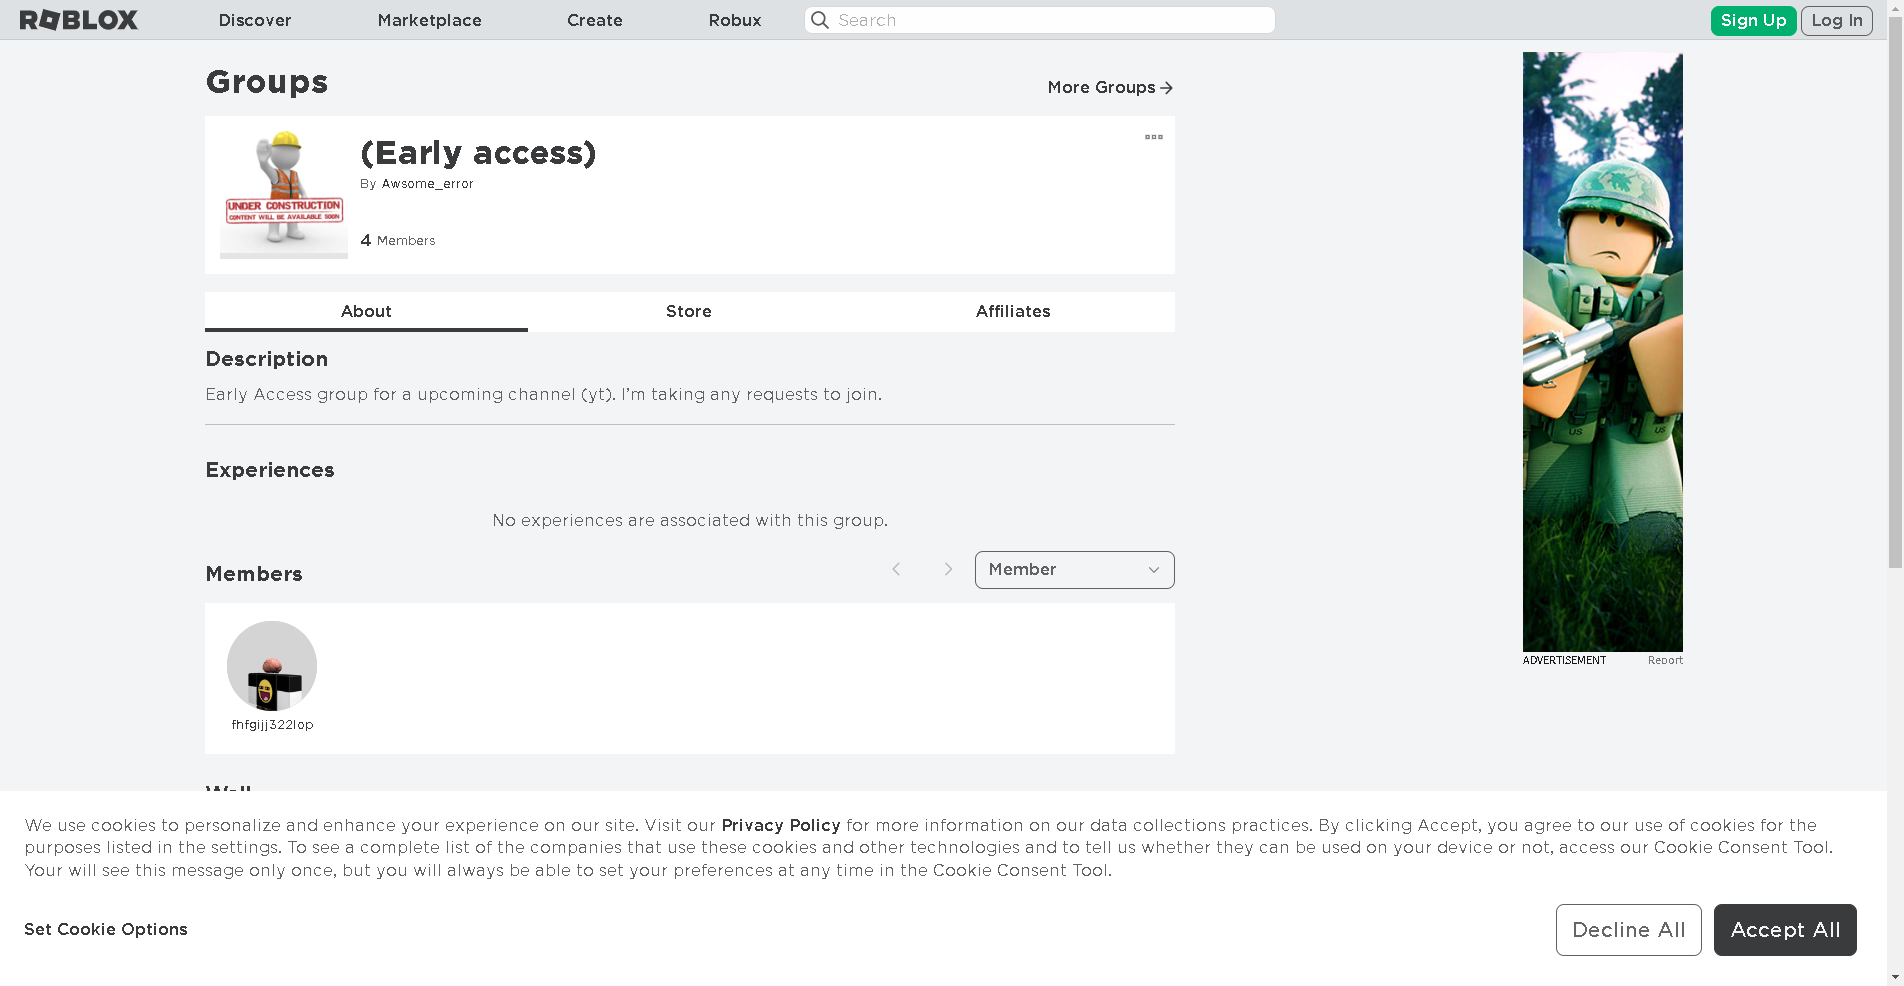 ROBLOX Discover Marketplace Create Robux Search Sign Up Log In
Groups
More Groups
(Early access)
By Awsome_error
UNDER CONSTRUCTION
CONTENT WILL BE AVAILABLE SOON
4 Members
About Store Affiliates
Description
Early Access group for a upcoming channel (yt). I'm taking any requests to join.
Experiences
No experiences are associated with this group.
Members
Member
fhfgijj322lop
US
US
ADVERTISEMENT Report
Wall
We use cookies to personalize and enhance your experience on our site. Visit our Privacy Policy for more information on our data collections practices. By clicking Accept, you agree to our use of cookies for the
purposes listed in the settings. To see a complete list of the companies that use these cookies and other technologies and to tell us whether they can be used on your device or not, access our Cookie Consent Tool.
Your will see this message only once, but you will always be able to set your preferences at any time in the Cookie Consent Tool.
Set Cookie Options
Decline All
Accept All